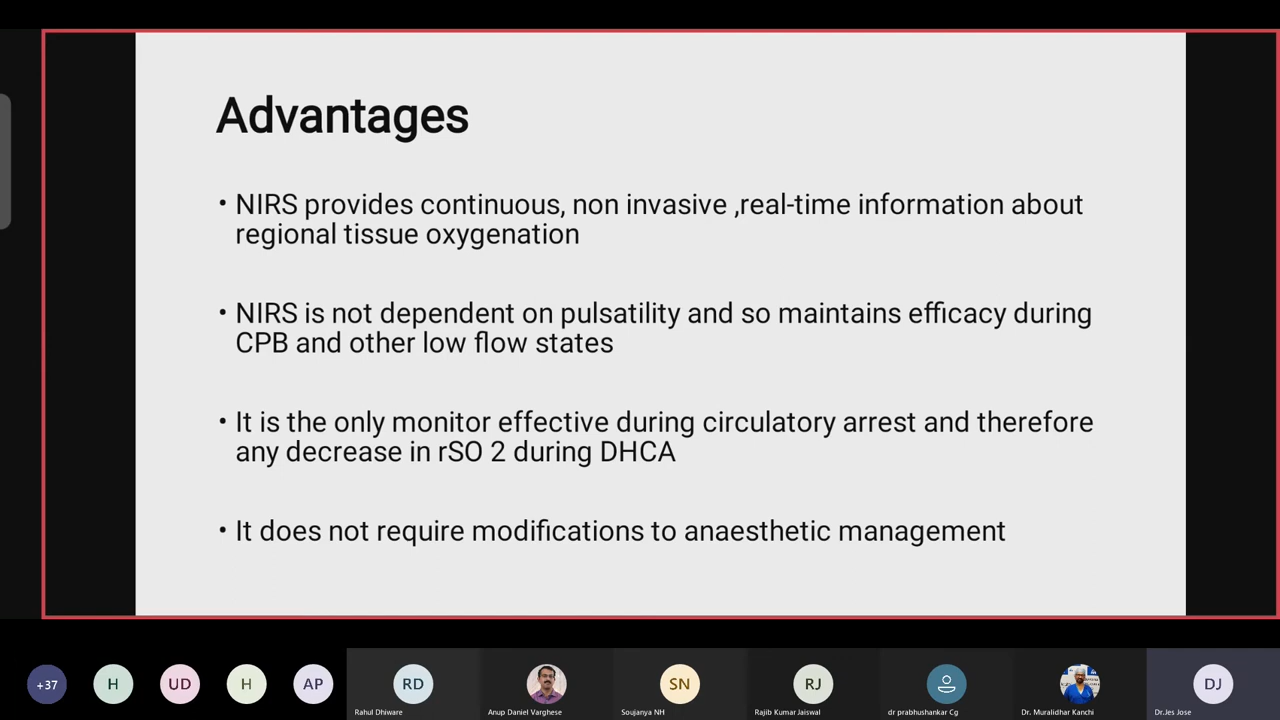 Advantages
• NIRS provides continuous, non invasive ,real-time information about
regional tissue oxygenation
• NIRS is not dependent on pulsatility and so maintains efficacy during
CPB and other low flow states
• It is the only monitor effective during circulatory arrest and therefore
any decrease in rSO 2 during DHCA
• It does not require modifications to anaesthetic management
+37
H
UD
H
AP
RD
SN
RJ
DJ
Rahul Dhiware
Anup Daniel Varghese
Soujanya NH
Rajib Kumar Jaiswal
dr prabhushankar Cg
Dr. Muralidhar Kanchi
Dr.Jes Jose